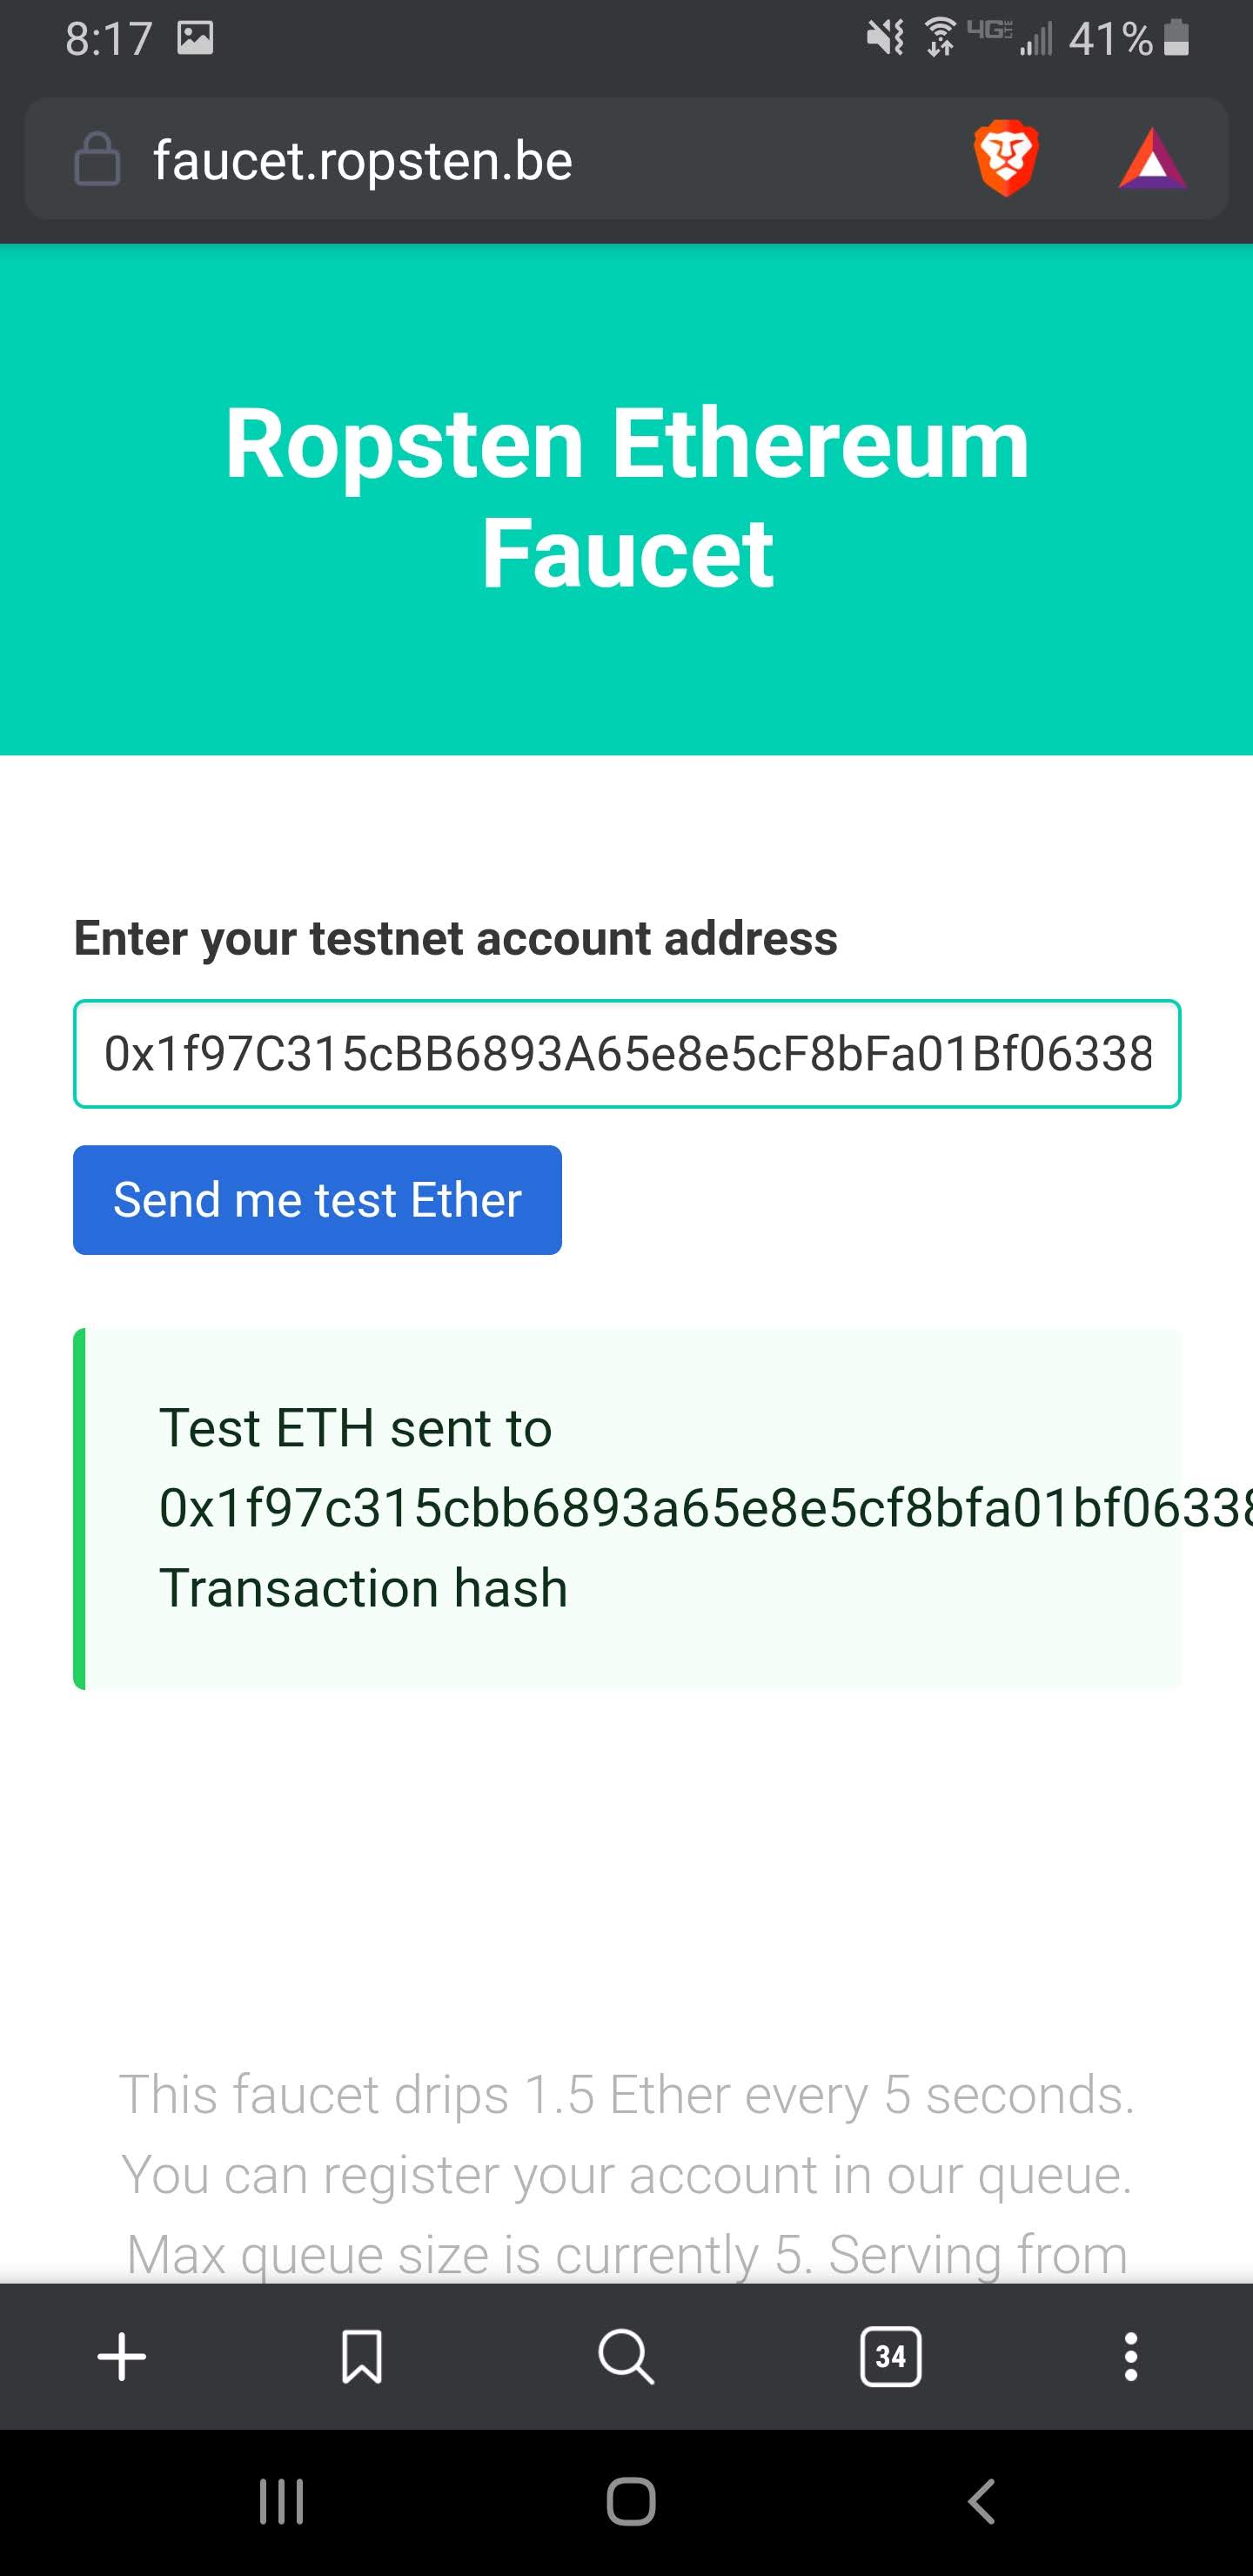 8:17
4G LTE 41%
faucet.ropsten.be
Ropsten Ethereum
Faucet
Enter your testnet account address
0x1f97C315cBB6893A65e8e5cF8bFa01Bf06338
Send me test Ether
Test ETH sent to
0x1f97c315cbb6893a65e8e5cf8bfa01bf06338
Transaction hash
This faucet drips 1.5 Ether every 5 seconds.
You can register your account in our queue.
Max queue size is currently 5. Serving from
34